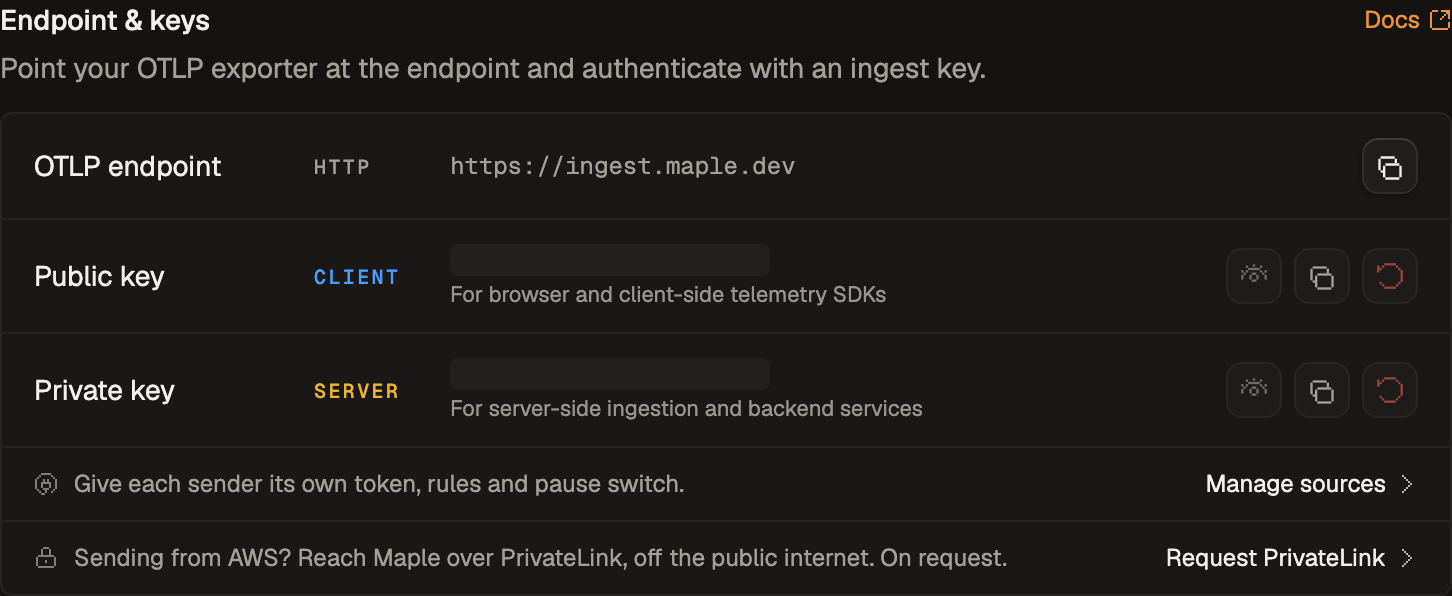 Endpoint & keys
Docs
Point your OTLP exporter at the endpoint and authenticate with an ingest key.
OTLP endpoint HTTP https://ingest.maple.dev
Public key CLIENT
For browser and client-side telemetry SDKs
Private key SERVER
For server-side ingestion and backend services
Give each sender its own token, rules and pause switch. Manage sources
Sending from AWS? Reach Maple over PrivateLink, off the public internet. On request. Request PrivateLink